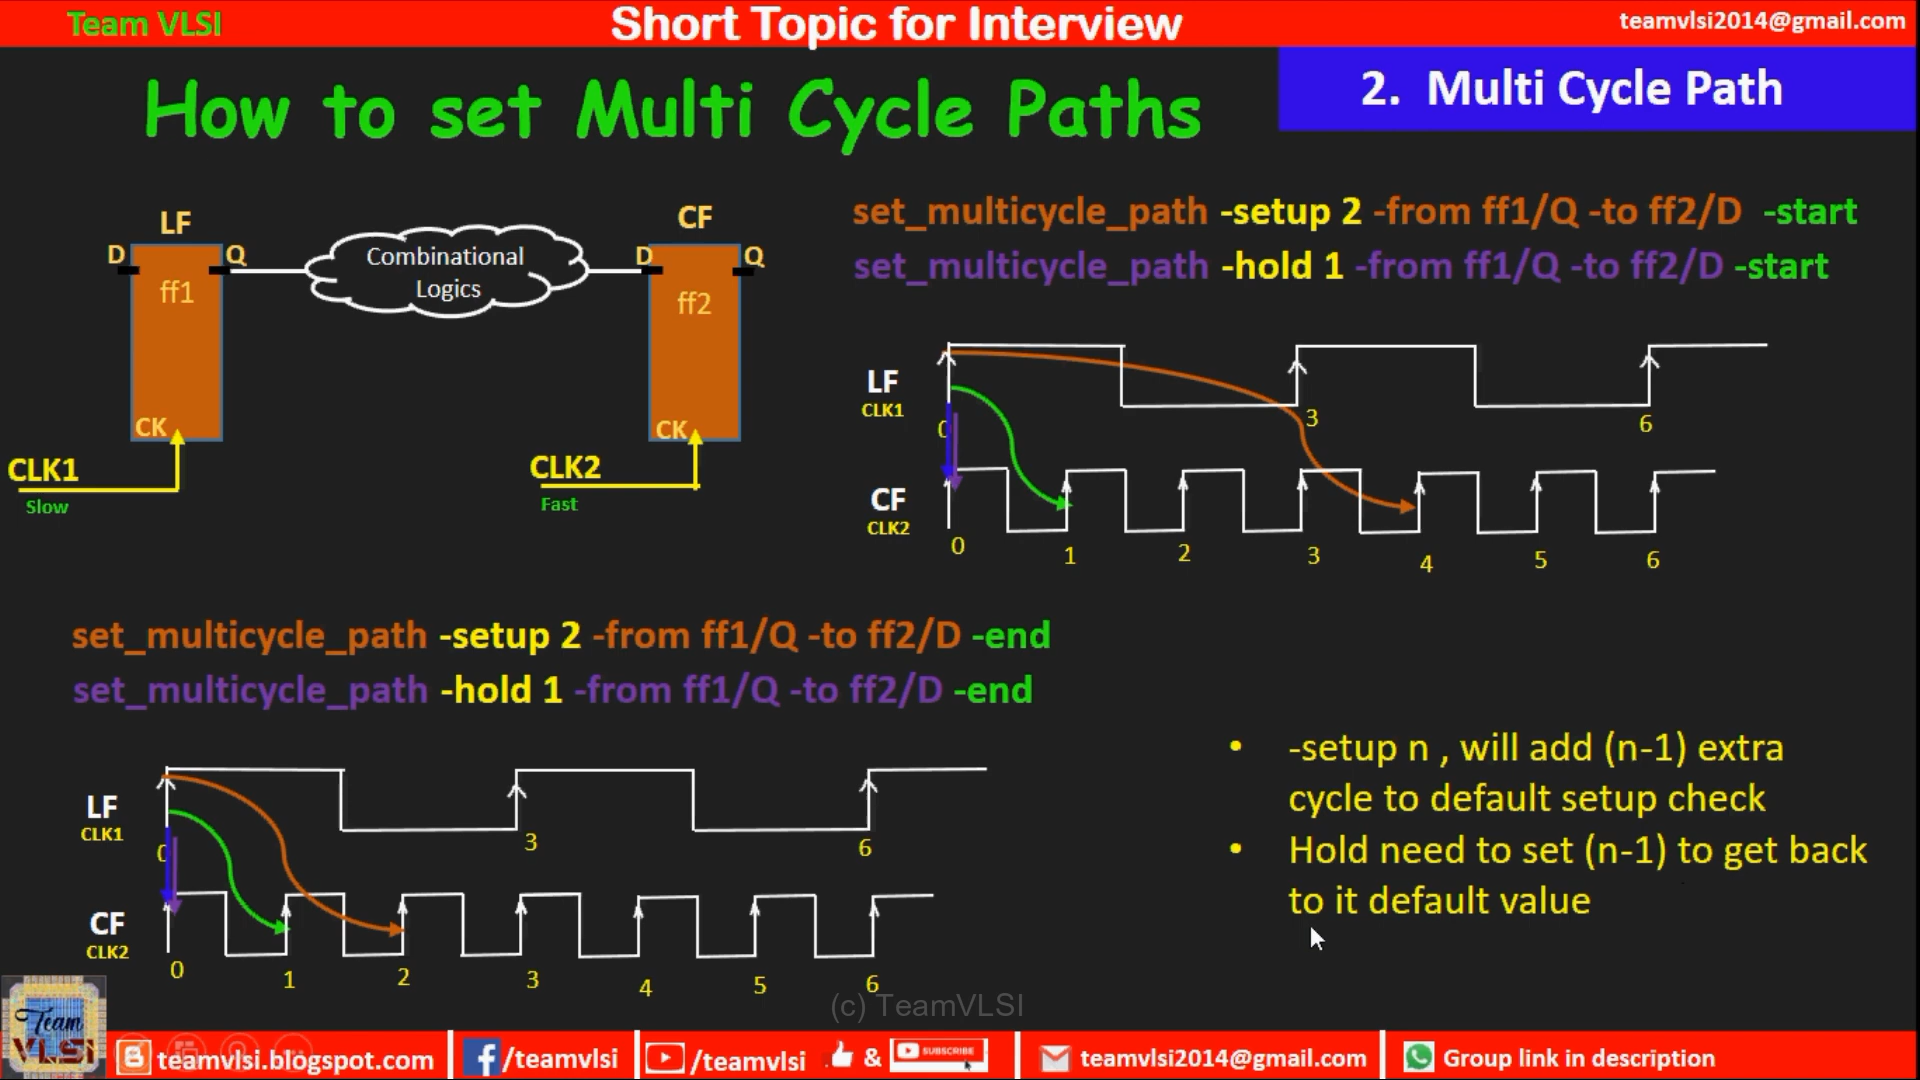 Team VLSI
Short Topic for Interview
teamvlsi2014@gmail.com
How to set Multi Cycle Paths
2. Multi Cycle Path
LF
CF
D
Q
Combinational
Logics
D
Q
ff1
ff2
CK
CK
CLK1
Slow
CLK2
Fast
set_multicycle_path -setup 2 -from ff1/Q -to ff2/D -start
set_multicycle_path -hold 1 -from ff1/Q -to ff2/D -start
LF
CLK1
0
3
6
CF
CLK2
0
1
2
3
4
5
6
set_multicycle_path -setup 2 -from ff1/Q -to ff2/D -end
set_multicycle_path -hold 1 -from ff1/Q -to ff2/D -end
LF
CLK1
0
3
6
CF
CLK2
0
1
2
3
4
5
6
• -setup n , will add (n-1) extra
cycle to default setup check
• Hold need to set (n-1) to get back
to it default value
(c) TeamVLSI
Team
VLSI
teamvlsi.blogspot.com
/teamvlsi
/teamvlsi
&
SUBSCRIBE
teamvlsi2014@gmail.com
Group link in description